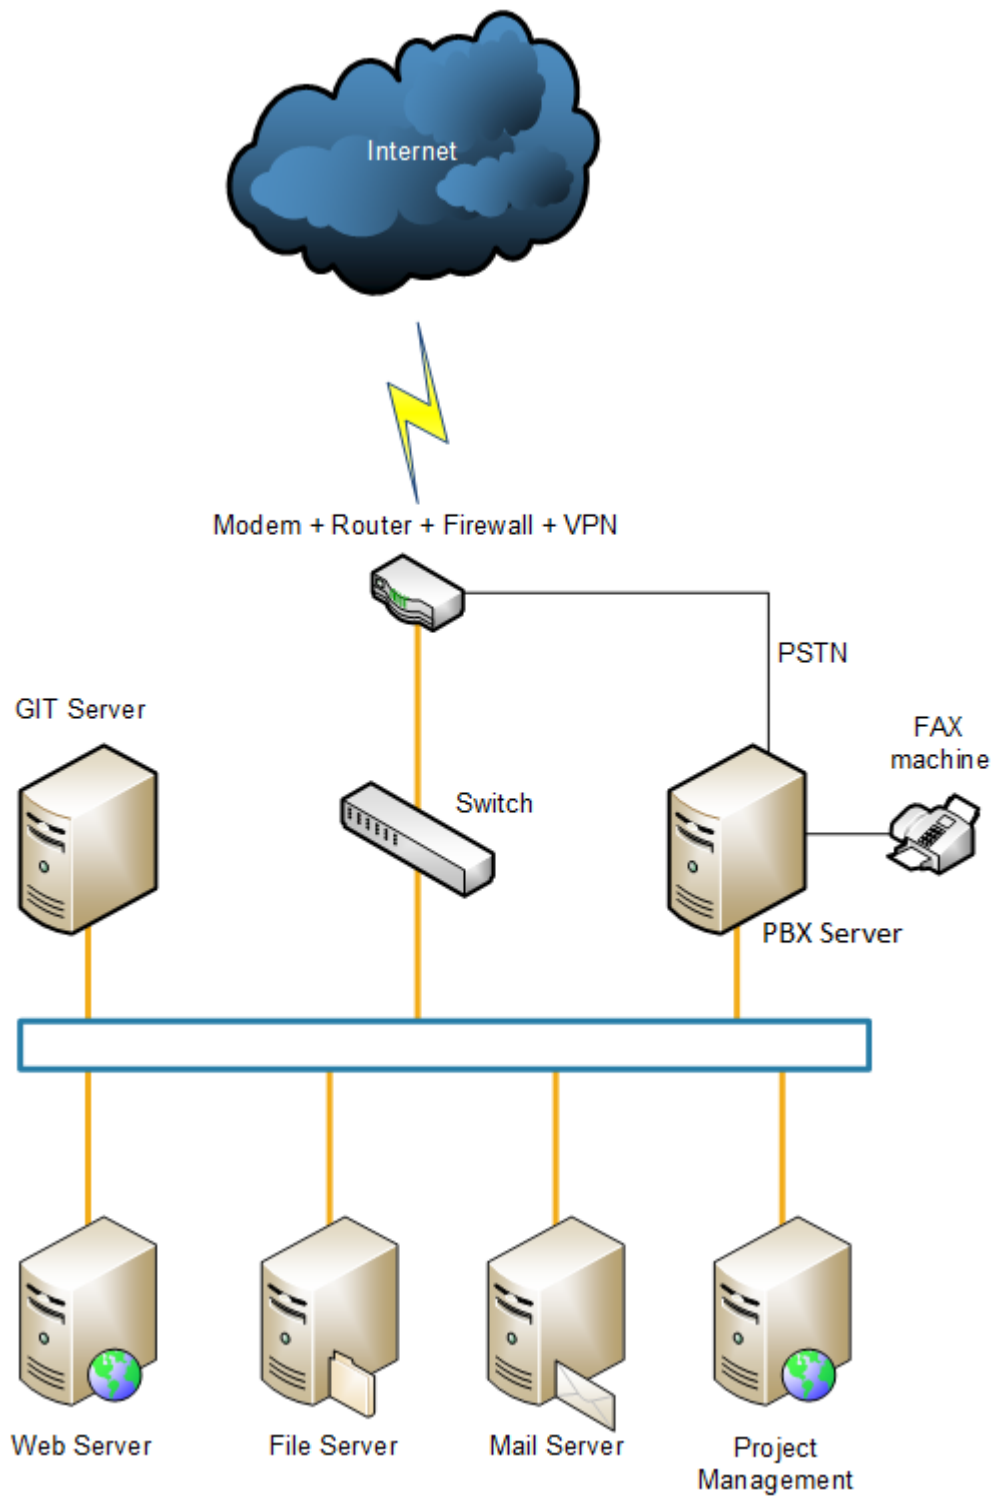 Internet
Modem + Router + Firewall + VPN
PSTN
GIT Server
FAX
machine
Switch
PBX Server
Web Server
File Server
Mail Server
Project
Management